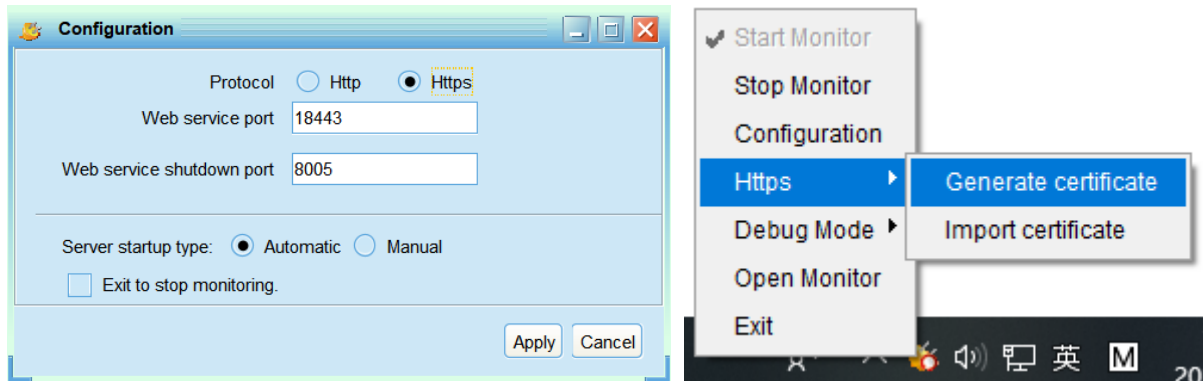 Configuration
Protocol Http Https
Web service port 18443
Web service shutdown port 8005
Server startup type: Automatic Manual
Exit to stop monitoring.
Apply Cancel
Start Monitor
Stop Monitor
Configuration
Https Generate certificate
Debug Mode Import certificate
Open Monitor
Exit
英 M
20